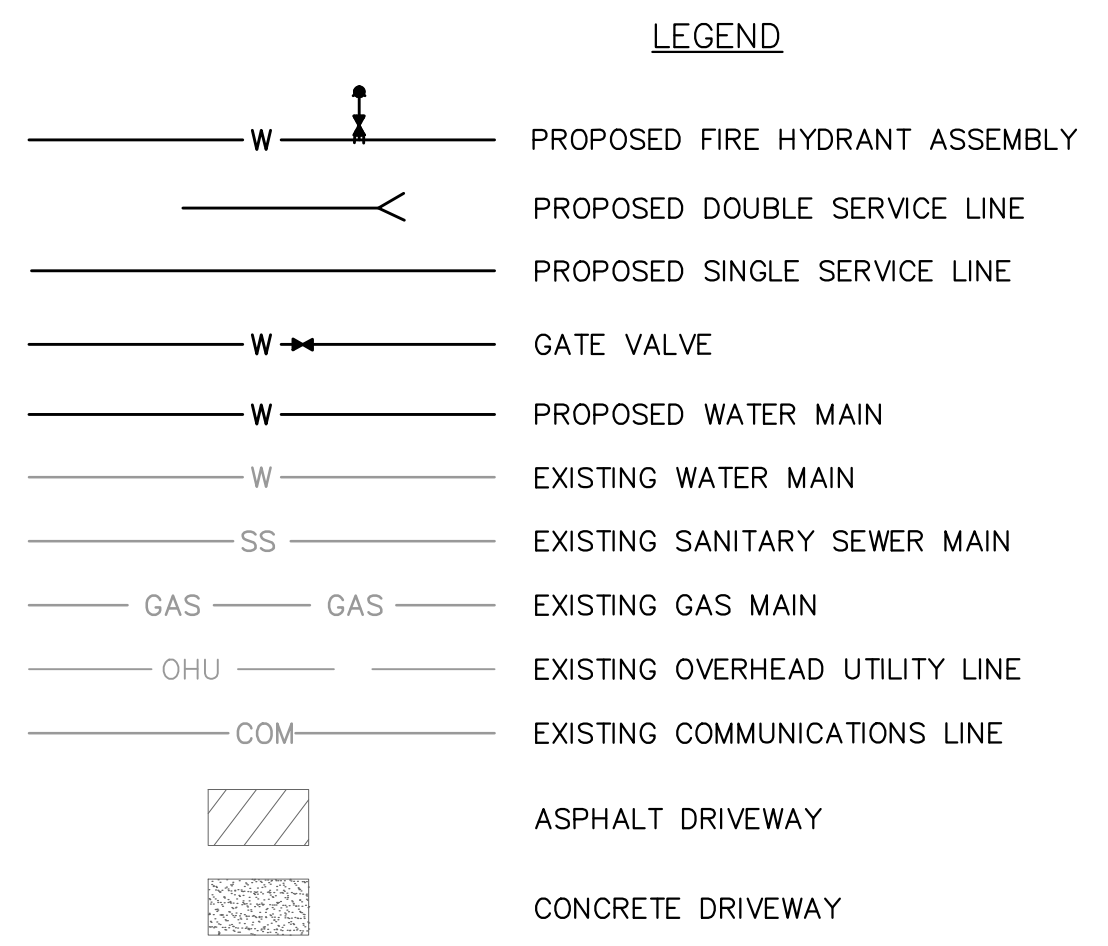 LEGEND
W PROPOSED FIRE HYDRANT ASSEMBLY
PROPOSED DOUBLE SERVICE LINE
PROPOSED SINGLE SERVICE LINE
W GATE VALVE
W PROPOSED WATER MAIN
W EXISTING WATER MAIN
SS EXISTING SANITARY SEWER MAIN
GAS GAS EXISTING GAS MAIN
OHU EXISTING OVERHEAD UTILITY LINE
COM EXISTING COMMUNICATIONS LINE
ASPHALT DRIVEWAY
CONCRETE DRIVEWAY